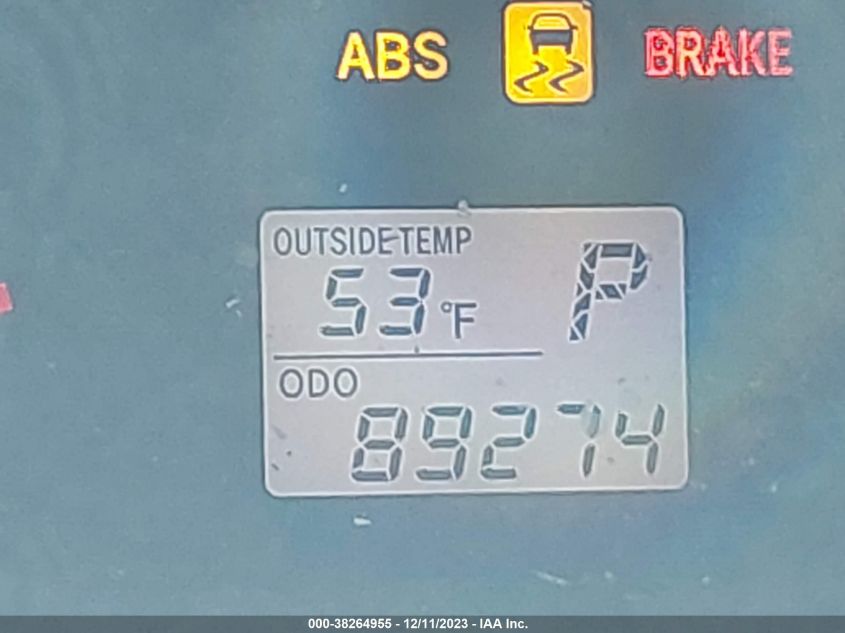 ABS BRAKE
OUTSIDE TEMP
53°F P
ODO
89274
000-38264955 - 12/11/2023 - IAA Inc.